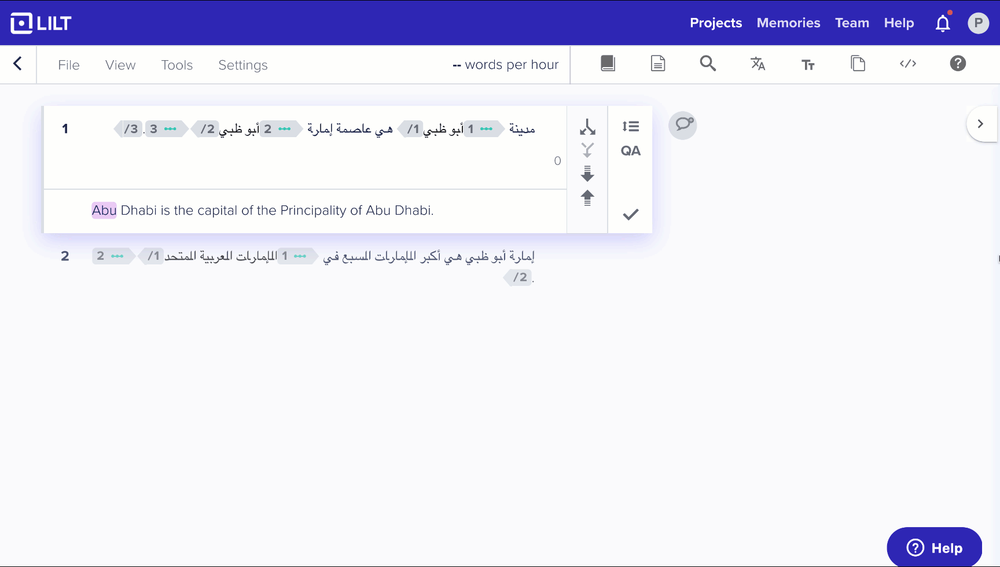 LILT
Projects Memories Team Help P
File View Tools Settings -- words per hour
1
مدينة 1 أبو ظبي /1 هي عاصمة إمارة 2 أبو ظبي /2 3 . /3
QA
0
Abu Dhabi is the capital of the Principality of Abu Dhabi.
2
إمارة أبو ظبي هي أكبر الإمارات السبع في 1 الإمارات العربية المتحد /1 2
. /2
Help